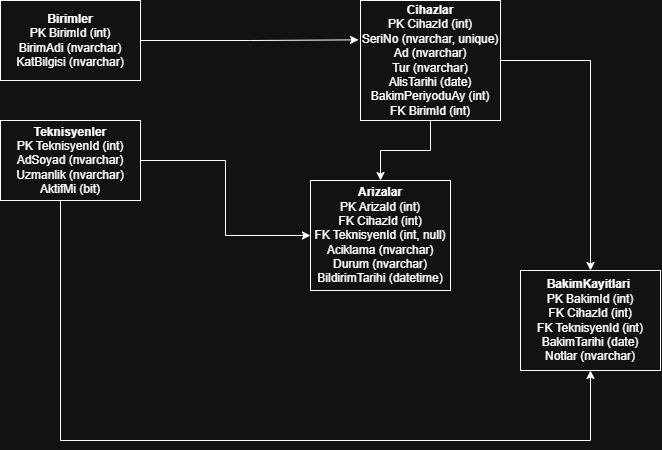 Birimler
PK BirimId (int)
BirimAdi (nvarchar)
KatBilgisi (nvarchar)
Cihazlar
PK CihazId (int)
SeriNo (nvarchar, unique)
Ad (nvarchar)
Tur (nvarchar)
AlisTarihi (date)
BakimPeriyoduAy (int)
FK BirimId (int)
Teknisyenler
PK TeknisyenId (int)
AdSoyad (nvarchar)
Uzmanlik (nvarchar)
AktifMi (bit)
Arizalar
PK ArizaId (int)
FK CihazId (int)
FK TeknisyenId (int, null)
Aciklama (nvarchar)
Durum (nvarchar)
BildirimTarihi (datetime)
BakimKayitlari
PK BakimId (int)
FK CihazId (int)
FK TeknisyenId (int)
BakimTarihi (date)
Notlar (nvarchar)